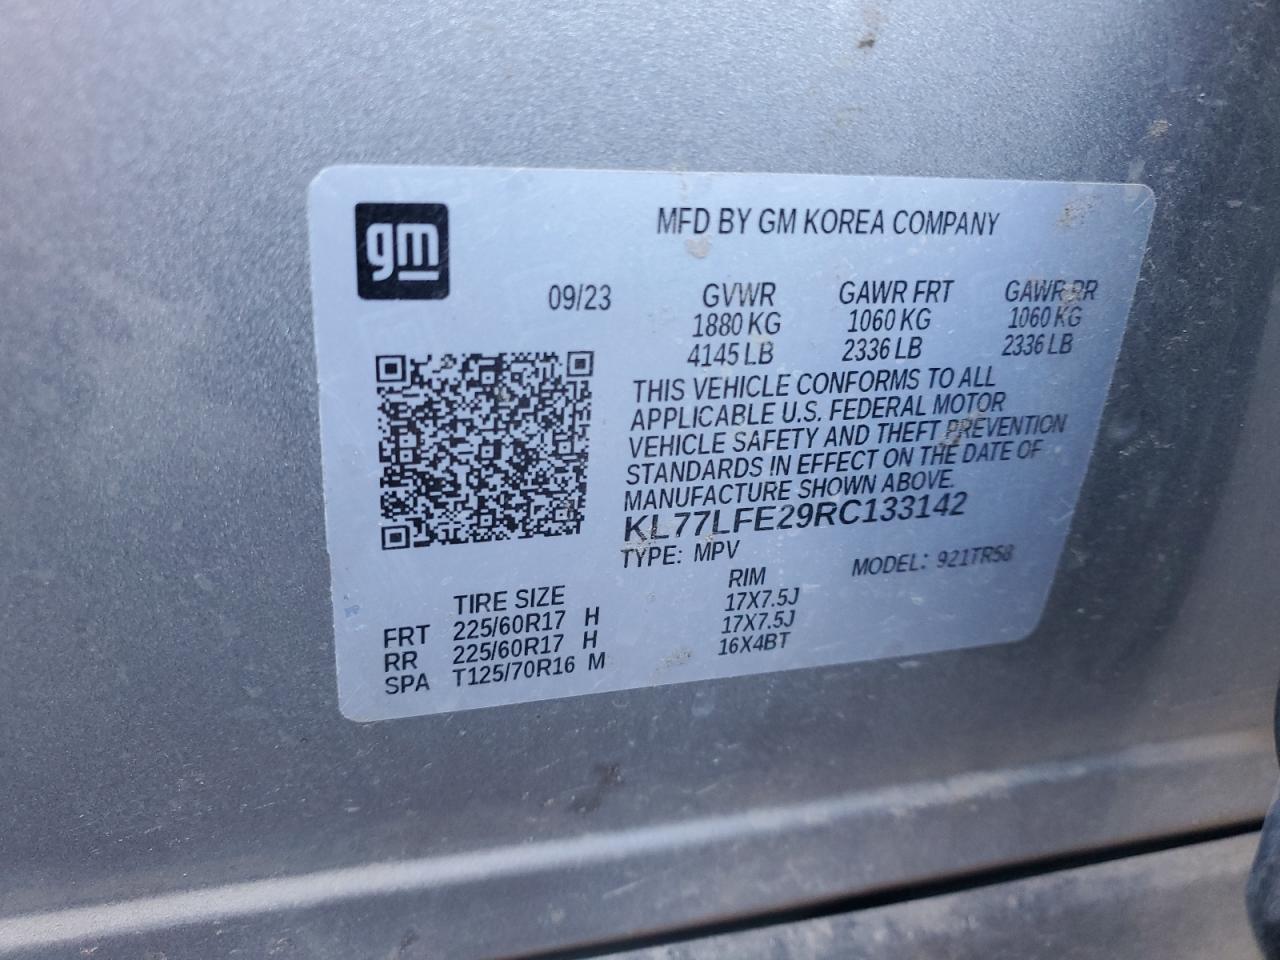 gm
MFD BY GM KOREA COMPANY
09/23 GVWR GAWR FRT GAWR RR
1880 KG 1060 KG 1060 KG
4145 LB 2336 LB 2336 LB
THIS VEHICLE CONFORMS TO ALL
APPLICABLE U.S. FEDERAL MOTOR
VEHICLE SAFETY AND THEFT PREVENTION
STANDARDS IN EFFECT ON THE DATE OF
MANUFACTURE SHOWN ABOVE.
KL77LFE29RC133142
TYPE: MPV MODEL: 921TR58
TIRE SIZE RIM
FRT 225/60R17 H 17X7.5J
RR 225/60R17 H 17X7.5J
SPA T125/70R16 M 16X4BT